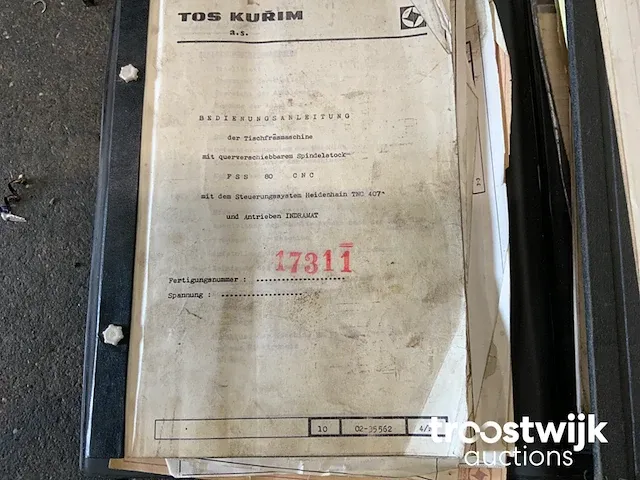 TOS KUŘIM
a.s.
BEDIENUNGSANLEITUNG
der Tischfräsmaschine
mit querverschiebbarem Spindelstock
FSS 80 CNC
mit dem Steuerungssystem Heidenhain TNC 407
und Antrieben INDRAMAT
17311
Fertigungsnummer :
Spannung :
10 02-35562
troostwijk
auctions